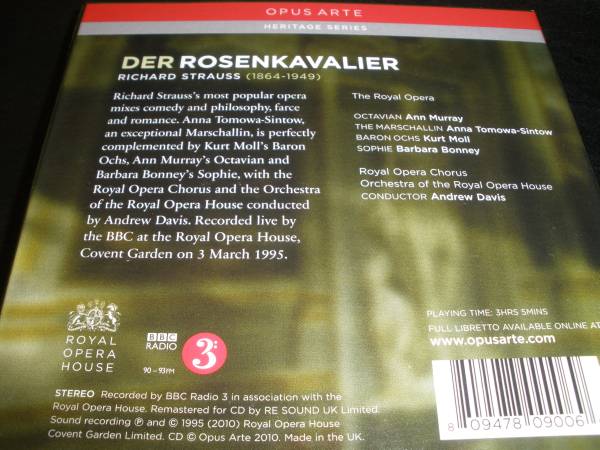 OPUS ARTE
HERITAGE SERIES
DER ROSENKAVALIER
RICHARD STRAUSS (1864-1949)
Richard Strauss's most popular opera
mixes comedy and philosophy, farce
and romance. Anna Tomowa-Sintow,
an exceptional Marschallin, is perfectly
complemented by Kurt Moll's Baron
Ochs, Ann Murray's Octavian and
Barbara Bonney's Sophie, with the
Royal Opera Chorus and the Orchestra
of the Royal Opera House conducted
by Andrew Davis. Recorded live by
the BBC at the Royal Opera House,
Covent Garden on 3 March 1995.
The Royal Opera
OCTAVIAN Ann Murray
THE MARSCHALLIN Anna Tomowa-Sintow
BARON OCHS Kurt Moll
SOPHIE Barbara Bonney
Royal Opera Chorus
Orchestra of the Royal Opera House
CONDUCTOR Andrew Davis
ROYAL
OPERA
HOUSE
BBC
RADIO
90 – 93 FM
3
PLAYING TIME: 3HRS 5MINS
FULL LIBRETTO AVAILABLE ONLINE AT
www.opusarte.com
STEREO Recorded by BBC Radio 3 in association with the
Royal Opera House. Remastered for CD by RE SOUND UK Limited.
Sound recording ℗ and © 1995 (2010) Royal Opera House
Covent Garden Limited. CD © Opus Arte 2010. Made in the UK.
8 09478 09006